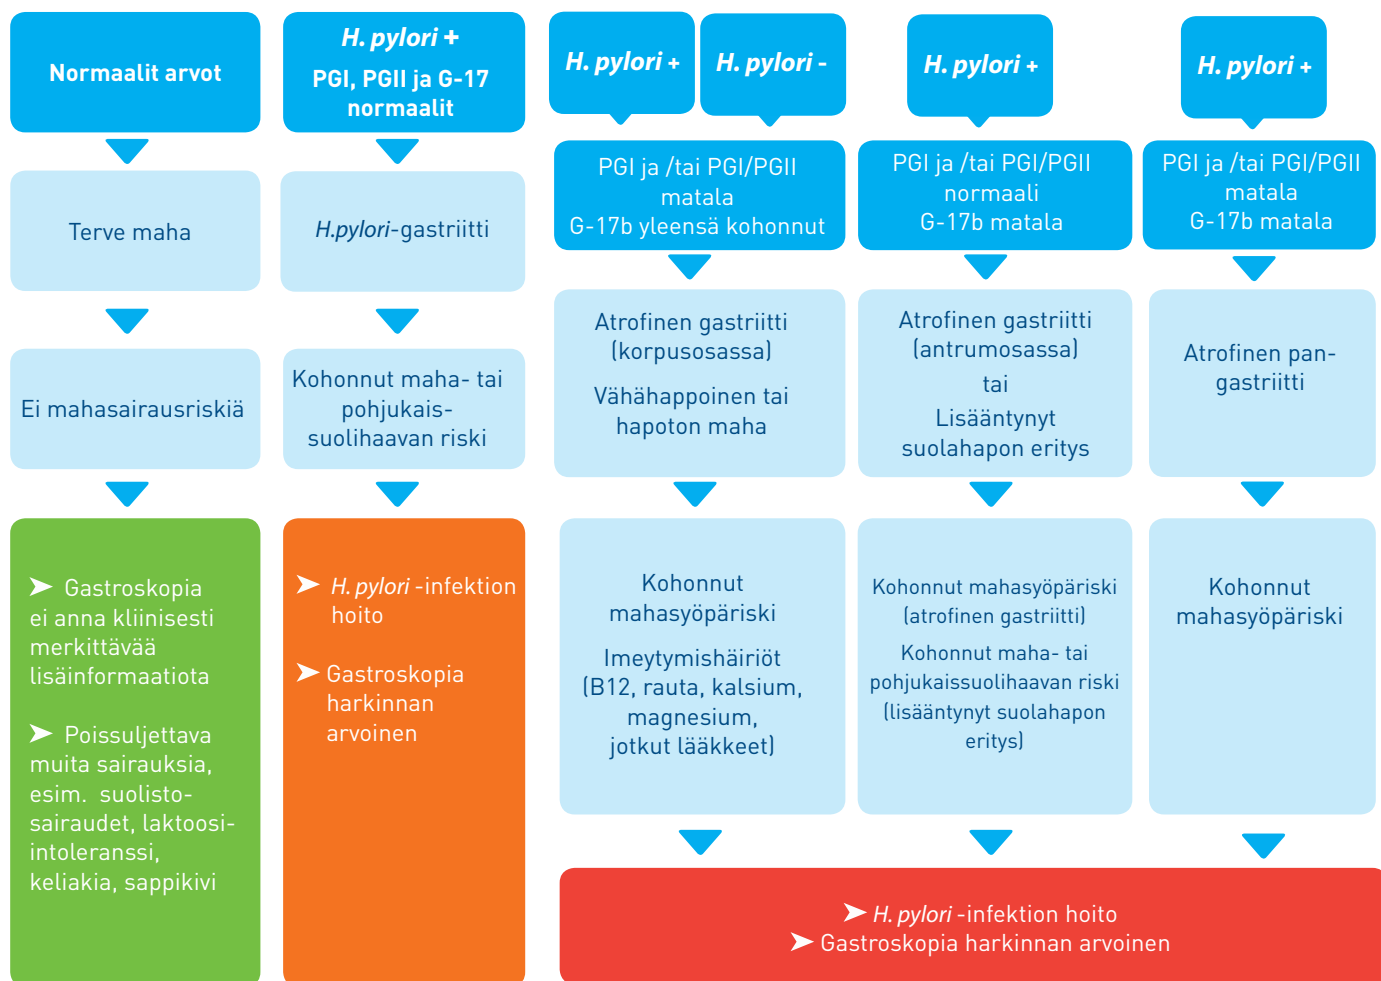 Normaalit arvot
Terve maha
Ei mahasairausriskiä
➤ Gastroskopia
ei anna kliinisesti
merkittävää
lisäinformaatiota
➤ Poissuljettava
muita sairauksia,
esim. suolisto-
sairaudet, laktoosi-
intoleranssi,
keliakia, sappikivi
H. pylori +
PGI, PGII ja G-17
normaalit
H.pylori-gastriitti
Kohonnut maha- tai
pohjukais-
suolihaavan riski
➤ H. pylori -infektion
hoito
➤ Gastroskopia
harkinnan
arvoinen
H. pylori +
H. pylori -
PGI ja /tai PGI/PGII
matala
G-17b yleensä kohonnut
Atrofinen gastriitti
(korpusosassa)
Vähähappoinen tai
hapoton maha
Kohonnut
mahasyöpäriski
Imeytymishäiriöt
(B12, rauta, kalsium,
magnesium,
jotkut lääkkeet)
H. pylori +
PGI ja /tai PGI/PGII
normaali
G-17b matala
Atrofinen gastriitti
(antrumosassa)
tai
Lisääntynyt
suolahapon eritys
Kohonnut mahasyöpäriski
(atrofinen gastriitti)
Kohonnut maha- tai
pohjukaissuolihaavan riski
(lisääntynyt suolahapon
eritys)
H. pylori +
PGI ja /tai PGI/PGII
matala
G-17b matala
Atrofinen pan-
gastriitti
Kohonnut
mahasyöpäriski
➤ H. pylori -infektion hoito
➤ Gastroskopia harkinnan arvoinen